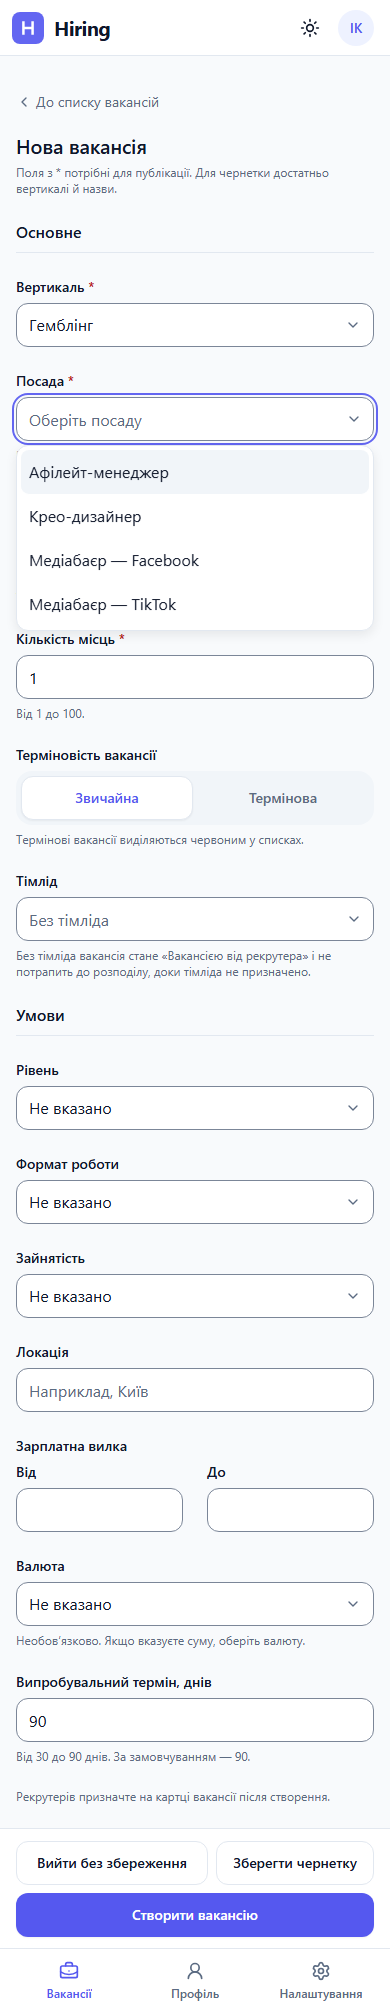 H Hiring
ІК
До списку вакансій
Нова вакансія
Поля з * потрібні для публікації. Для чернетки достатньо
вертикалі й назви.
Основне
Вертикаль *
Гемблінг
Посада *
Оберіть посаду
Афілейт-менеджер
Крео-дизайнер
Медіабаєр — Facebook
Медіабаєр — TikTok
Кількість місць *
1
Від 1 до 100.
Терміновість вакансії
Звичайна
Термінова
Термінові вакансії виділяються червоним у списках.
Тімлід
Без тімліда
Без тімліда вакансія стане «Вакансією від рекрутера» і не
потрапить до розподілу, доки тімліда не призначено.
Умови
Рівень
Не вказано
Формат роботи
Не вказано
Зайнятість
Не вказано
Локація
Наприклад, Київ
Зарплатна вилка
Від
До
Валюта
Не вказано
Необов'язково. Якщо вказуєте суму, оберіть валюту.
Випробувальний термін, днів
90
Від 30 до 90 днів. За замовчуванням — 90.
Рекрутерів призначте на картці вакансії після створення.
Вийти без збереження
Зберегти чернетку
Створити вакансію
Вакансії
Профіль
Налаштування